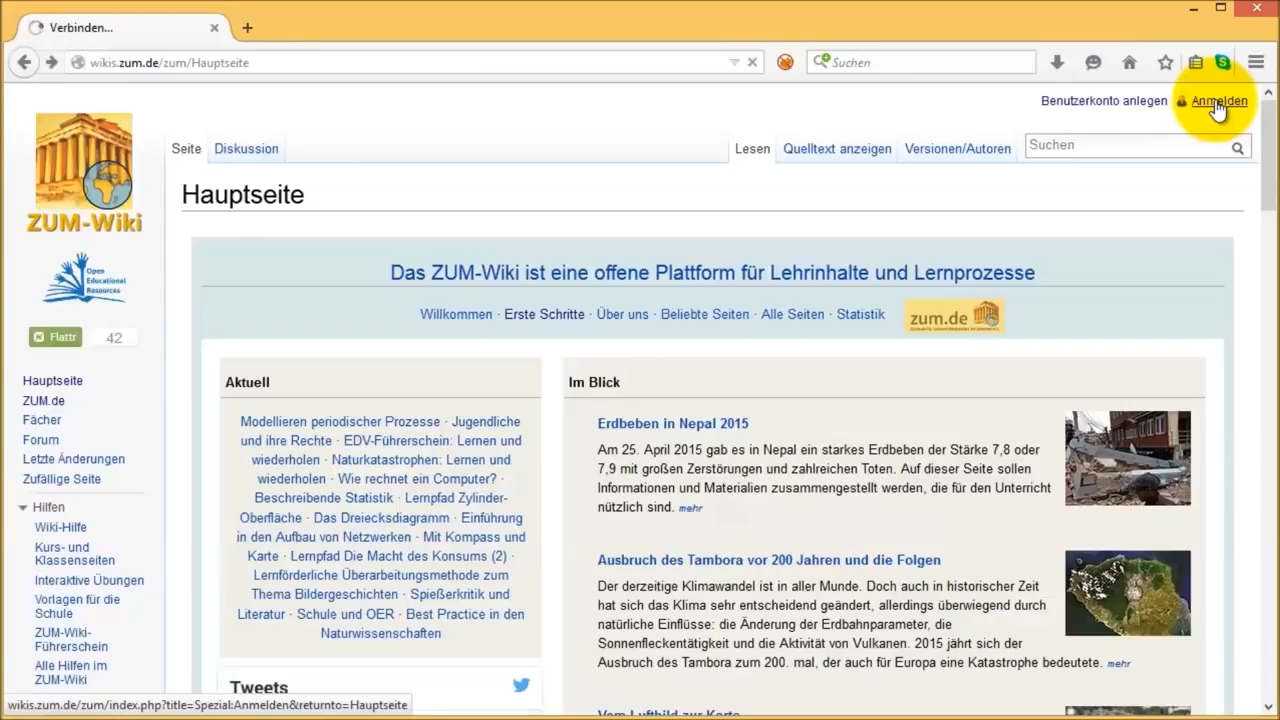 Verbinden...
wikis.zum.de/zum/Hauptseite
Suchen
Benutzerkonto anlegen
Anmelden
Seite
Diskussion
Lesen
Quelltext anzeigen
Versionen/Autoren
Suchen
ZUM-Wiki
Open
Educational
Resources
Flattr
42
Hauptseite
ZUM.de
Fächer
Forum
Letzte Änderungen
Zufällige Seite
Hilfen
Wiki-Hilfe
Kurs- und
Klassenseiten
Interaktive Übungen
Vorlagen für die
Schule
ZUM-Wiki-
Führerschein
Alle Hilfen im
ZUM-Wiki
Hauptseite
Das ZUM-Wiki ist eine offene Plattform für Lehrinhalte und Lernprozesse
Willkommen · Erste Schritte · Über uns · Beliebte Seiten · Alle Seiten · Statistik
zum.de
Aktuell
Modellieren periodischer Prozesse · Jugendliche
und ihre Rechte · EDV-Führerschein: Lernen und
wiederholen · Naturkatastrophen: Lernen und
wiederholen · Wie rechnet ein Computer? ·
Beschreibende Statistik · Lernpfad Zylinder-
Oberfläche · Das Dreiecksdiagramm · Einführung
in den Aufbau von Netzwerken · Mit Kompass und
Karte · Lernpfad Die Macht des Konsums (2) ·
Lernförderliche Überarbeitungsmethode zum
Thema Bildergeschichten · Spießerkritik und
Literatur · Schule und OER · Best Practice in den
Naturwissenschaften
Tweets
Im Blick
Erdbeben in Nepal 2015
Am 25. April 2015 gab es in Nepal ein starkes Erdbeben der Stärke 7,8 oder
7,9 mit großen Zerstörungen und zahlreichen Toten. Auf dieser Seite sollen
Informationen und Materialien zusammengestellt werden, die für den Unterricht
nützlich sind. mehr
Ausbruch des Tambora vor 200 Jahren und die Folgen
Der derzeitige Klimawandel ist in aller Munde. Doch auch in historischer Zeit
hat sich das Klima sehr entscheidend geändert, allerdings überwiegend durch
natürliche Einflüsse: die Änderung der Erdbahnparameter, die
Sonnenfleckentätigkeit und die Aktivität von Vulkanen. 2015 jährt sich der
Ausbruch des Tambora zum 200. mal, der auch für Europa eine Katastrophe bedeutete. mehr
Vom Luftbild zur Karte
wikis.zum.de/zum/index.php?title=Spezial:Anmelden&returnto=Hauptseite